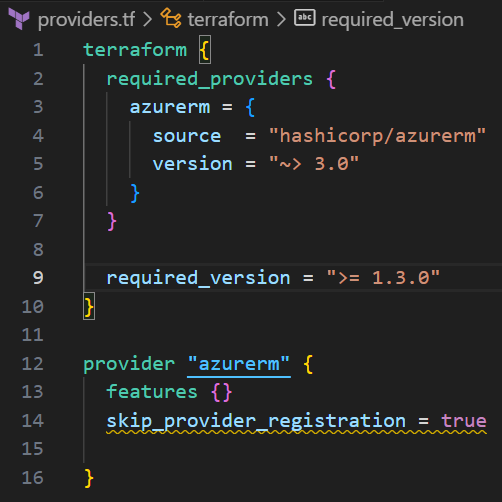 providers.tf > terraform > abc required_version
1 terraform {
2   required_providers {
3     azurerm = {
4       source  = "hashicorp/azurerm"
5       version = "~> 3.0"
6     }
7   }
8
9   required_version = ">= 1.3.0"
10 }
11
12 provider "azurerm" {
13   features {}
14   skip_provider_registration = true
15
16 }